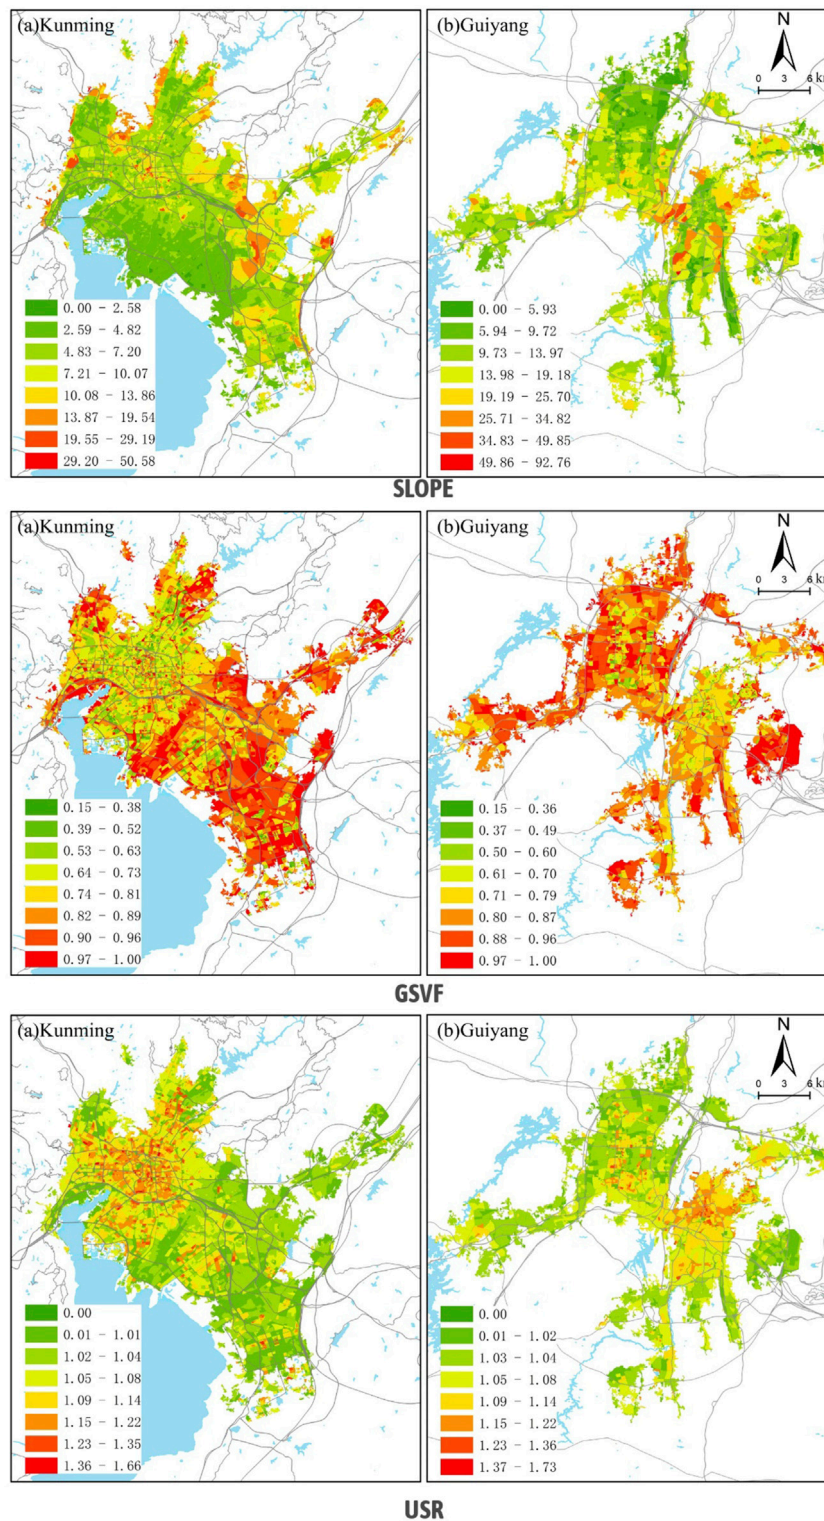 (a)Kunming
(b)Guiyang
N
0 3 6 km
0.00 - 2.58
2.59 - 4.82
4.83 - 7.20
7.21 - 10.07
10.08 - 13.86
13.87 - 19.54
19.55 - 29.19
29.20 - 50.58
0.00 - 5.93
5.94 - 9.72
9.73 - 13.97
13.98 - 19.18
19.19 - 25.70
25.71 - 34.82
34.83 - 49.85
49.86 - 92.76
SLOPE
(a)Kunming
(b)Guiyang
N
0 3 6 km
0.15 - 0.38
0.39 - 0.52
0.53 - 0.63
0.64 - 0.73
0.74 - 0.81
0.82 - 0.89
0.90 - 0.96
0.97 - 1.00
0.15 - 0.36
0.37 - 0.49
0.50 - 0.60
0.61 - 0.70
0.71 - 0.79
0.80 - 0.87
0.88 - 0.96
0.97 - 1.00
GSVF
(a)Kunming
(b)Guiyang
N
0 3 6 km
0.00
0.01 - 1.01
1.02 - 1.04
1.05 - 1.08
1.09 - 1.14
1.15 - 1.22
1.23 - 1.35
1.36 - 1.66
0.00
0.01 - 1.02
1.03 - 1.04
1.05 - 1.08
1.09 - 1.14
1.15 - 1.22
1.23 - 1.36
1.37 - 1.73
USR